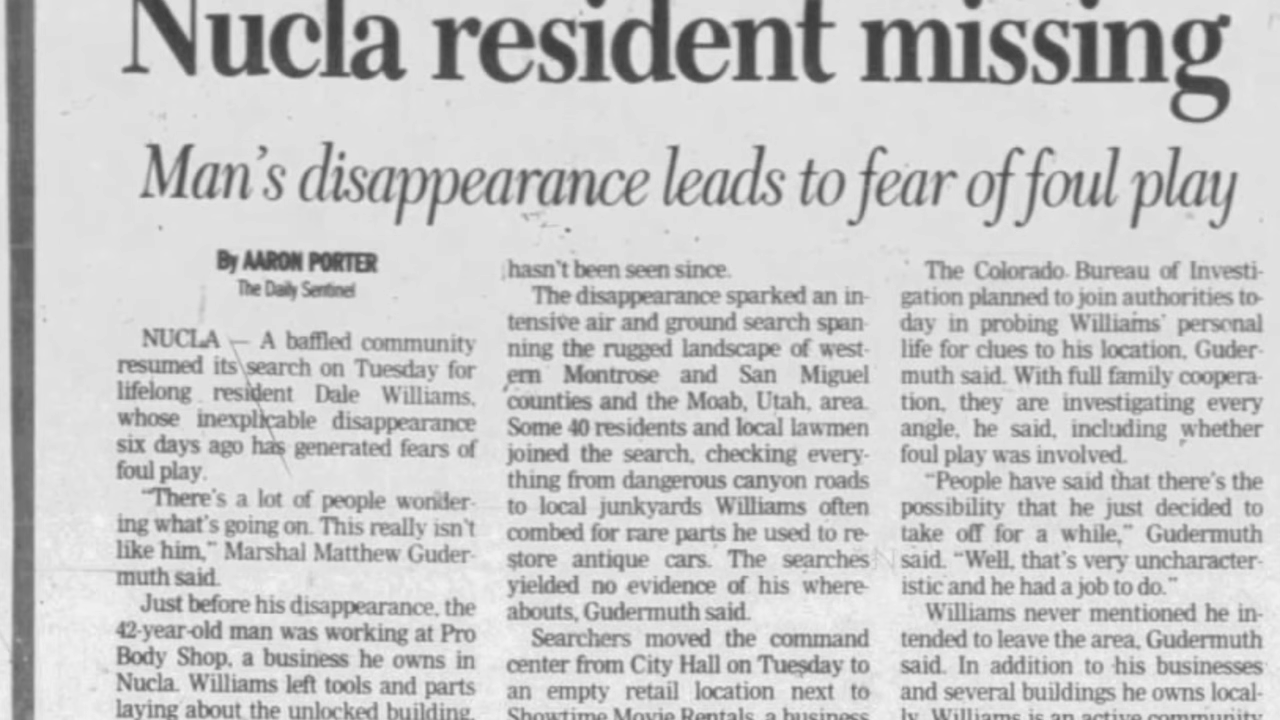 Nucla resident missing
Man's disappearance leads to fear of foul play
By AARON PORTER
The Daily Sentinel
NUCLA — A baffled community
resumed its search on Tuesday for
lifelong resident Dale Williams,
whose inexplicable disappearance
six days ago has generated fears of
foul play.
"There's a lot of people wonder-
ing what's going on. This really isn't
like him," Marshal Matthew Guder-
muth said.
Just before his disappearance, the
42-year-old man was working at Pro
Body Shop, a business he owns in
Nucla. Williams left tools and parts
laying about the unlocked building,
hasn't been seen since.
The disappearance sparked an in-
tensive air and ground search span-
ning the rugged landscape of west-
ern Montrose and San Miguel
counties and the Moab, Utah, area.
Some 40 residents and local lawmen
joined the search, checking every-
thing from dangerous canyon roads
to local junkyards Williams often
combed for rare parts he used to re-
store antique cars. The searches
yielded no evidence of his where-
abouts, Gudermuth said.
Searchers moved the command
center from City Hall on Tuesday to
an empty retail location next to
Showtime Movie Rentals, a business
The Colorado Bureau of Investi-
gation planned to join authorities to-
day in probing Williams' personal
life for clues to his location, Guder-
muth said. With full family coopera-
tion, they are investigating every
angle, he said, including whether
foul play was involved.
"People have said that there's the
possibility that he just decided to
take off for a while," Gudermuth
said. "Well, that's very uncharacter-
istic and he had a job to do."
Williams never mentioned he in-
tended to leave the area, Gudermuth
said. In addition to his businesses
and several buildings he owns local-
ly, Williams is an active community